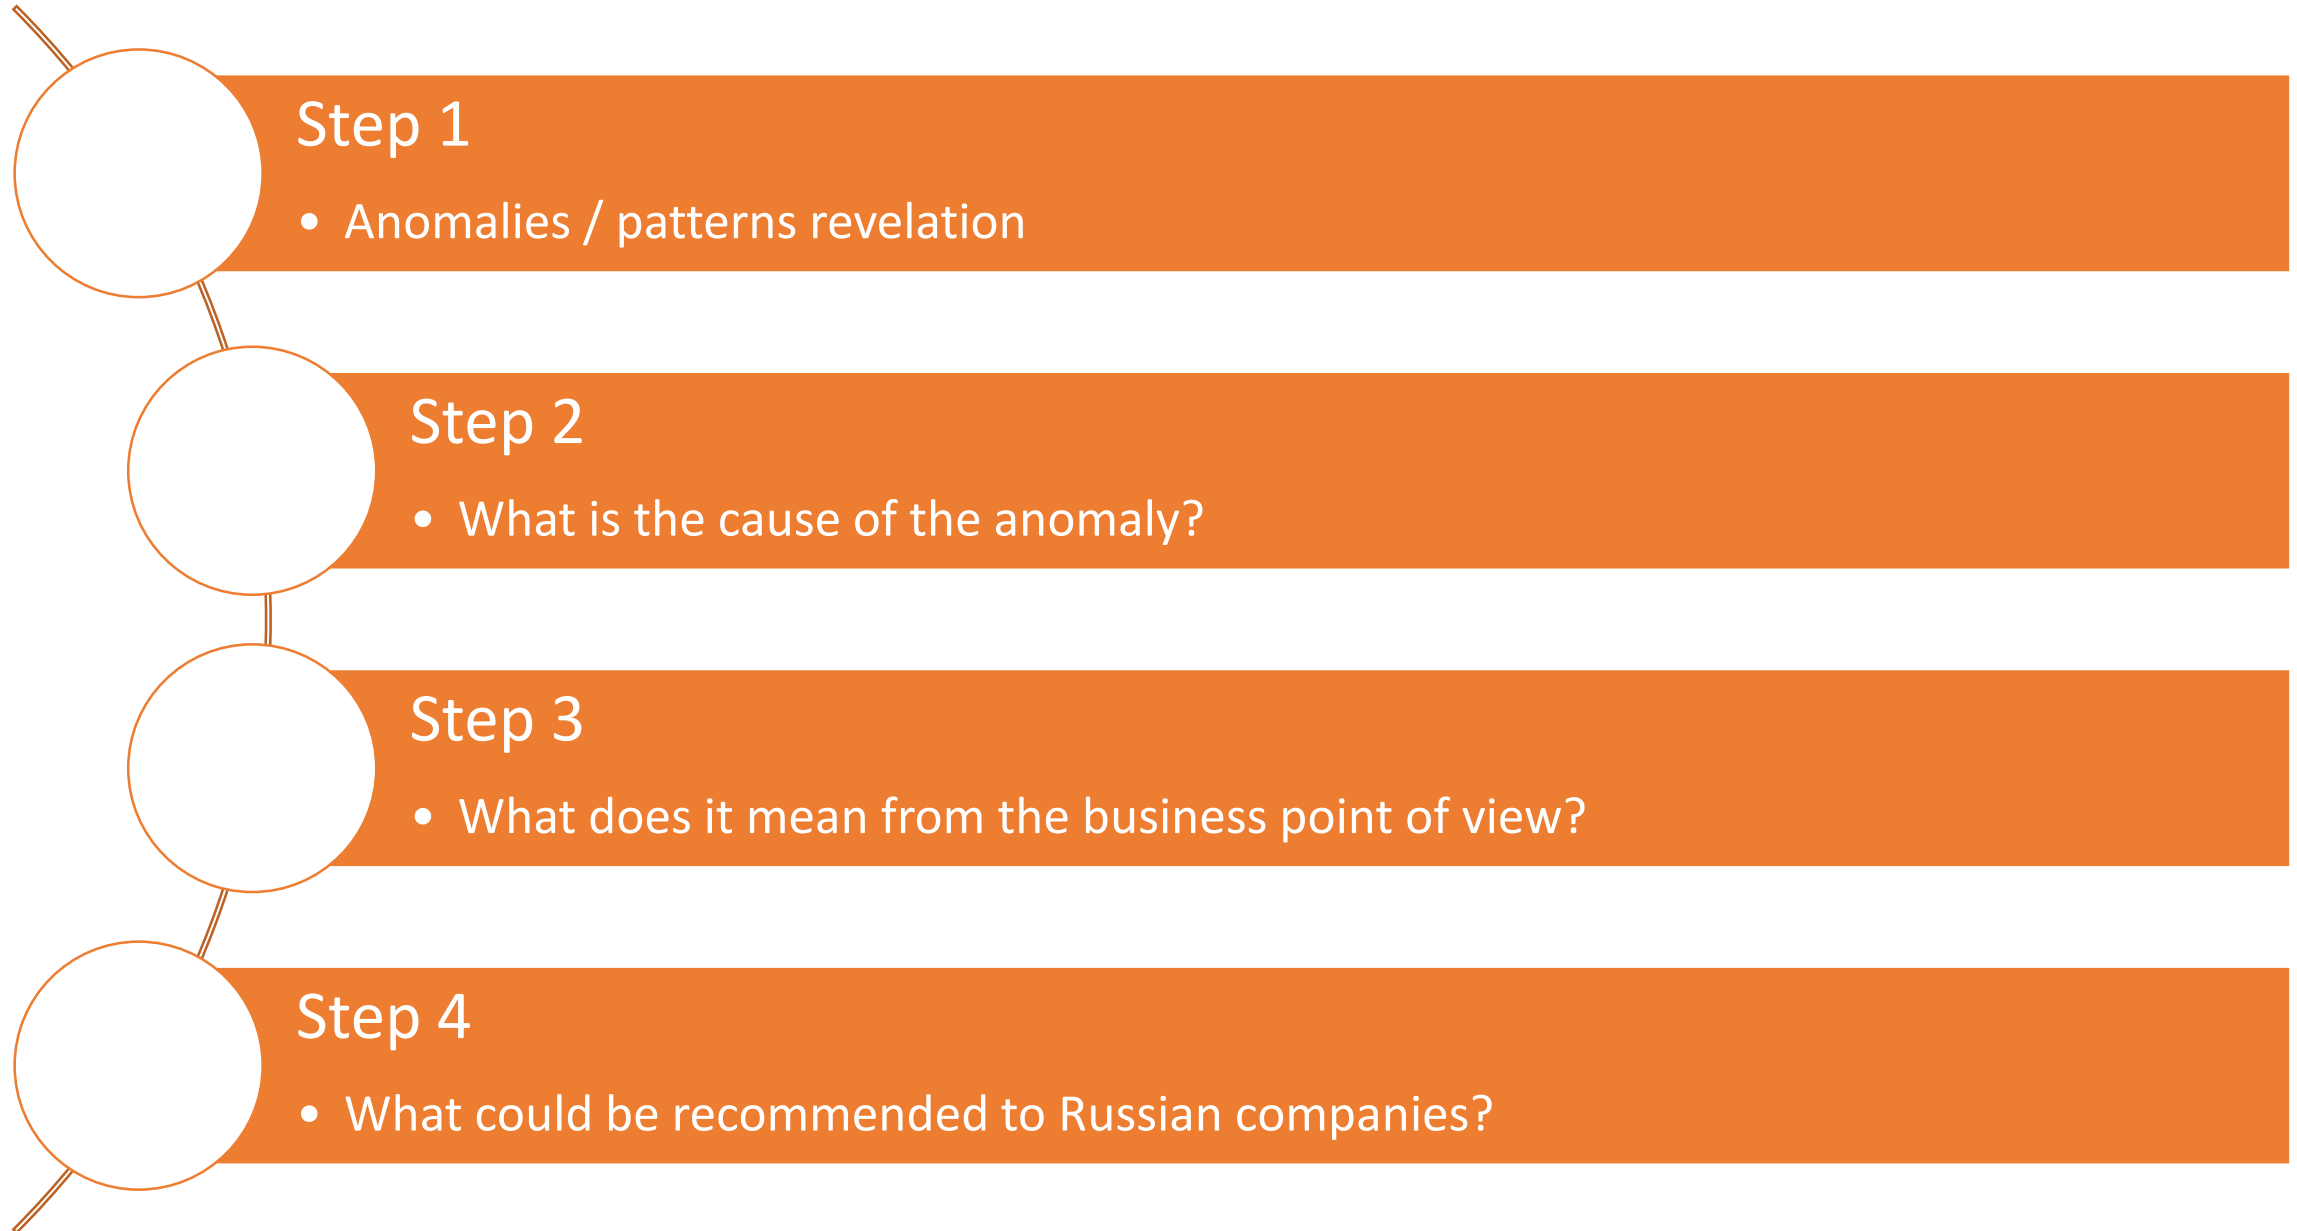 Step 1
• Anomalies / patterns revelation
Step 2
• What is the cause of the anomaly?
Step 3
• What does it mean from the business point of view?
Step 4
• What could be recommended to Russian companies?